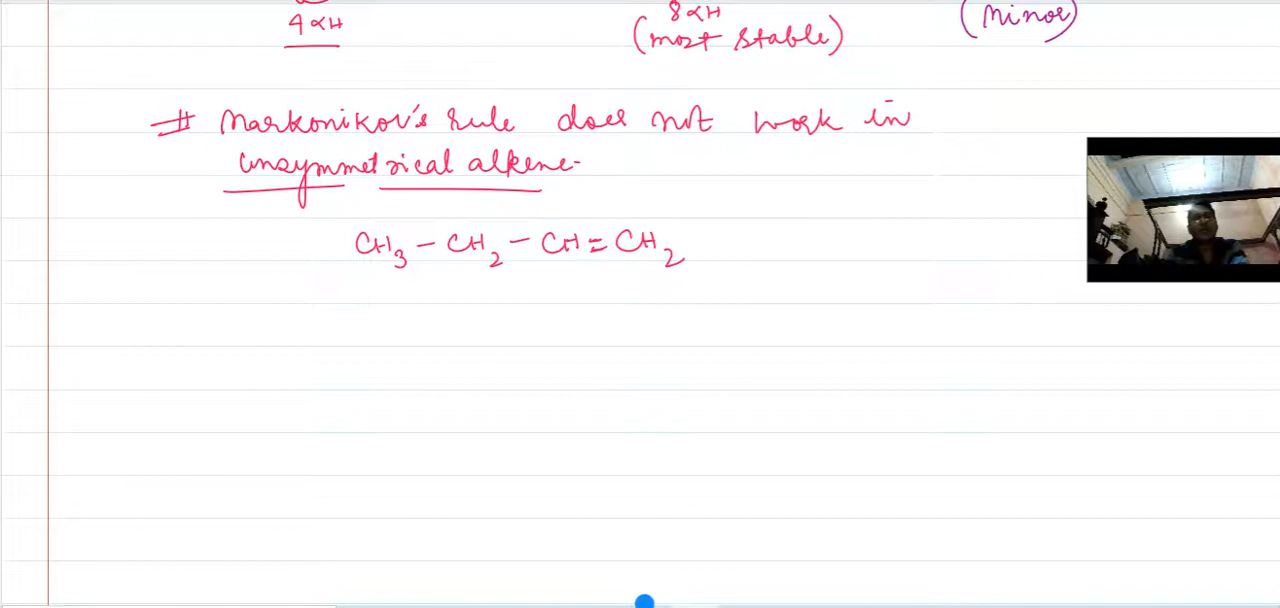 4αH 8αH (Minor)
(most stable)
# Markonikov's rule does not work in
unsymmetrical alkene-
CH3 - CH2 - CH = CH2